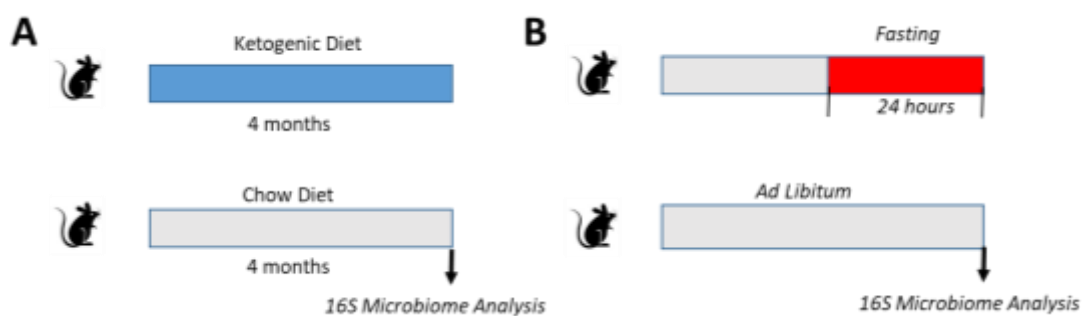 A
Ketogenic Diet
4 months
Chow Diet
4 months
16S Microbiome Analysis
B
Fasting
24 hours
Ad Libitum
16S Microbiome Analysis